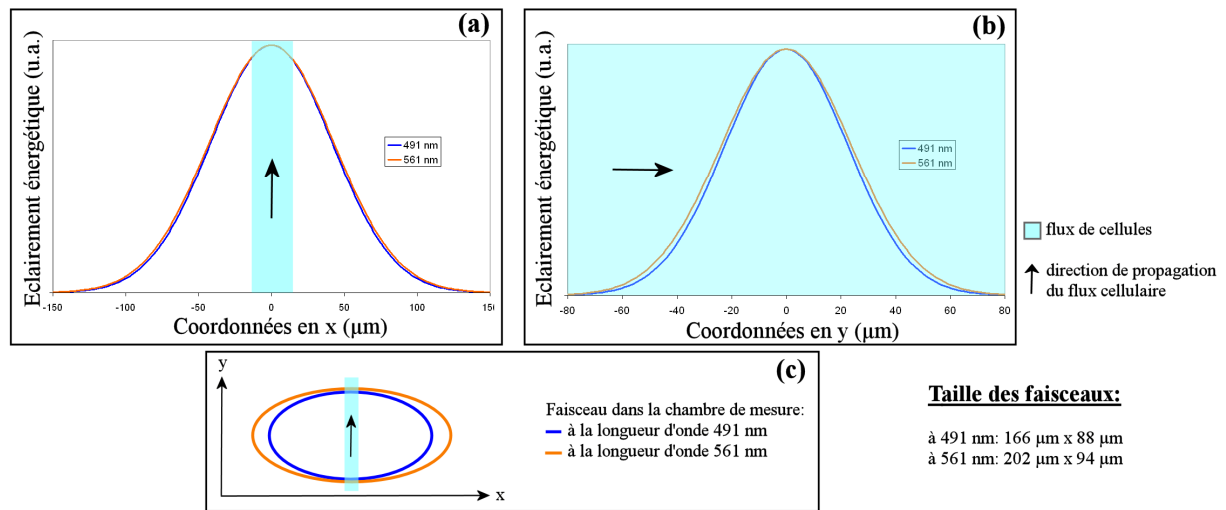 (a)
Eclairement énergétique (u.a.)
491 nm
561 nm
-150 -100 -50 0 50 100 150
Coordonnées en x (µm)
(b)
Eclairement énergétique (u.a.)
491 nm
561 nm
-80 -60 -40 -20 0 20 40 60 80
Coordonnées en y (µm)
flux de cellules
direction de propagation
du flux cellulaire
(c)
y
x
Faisceau dans la chambre de mesure:
à la longueur d'onde 491 nm
à la longueur d'onde 561 nm
Taille des faisceaux:
à 491 nm: 166 µm x 88 µm
à 561 nm: 202 µm x 94 µm